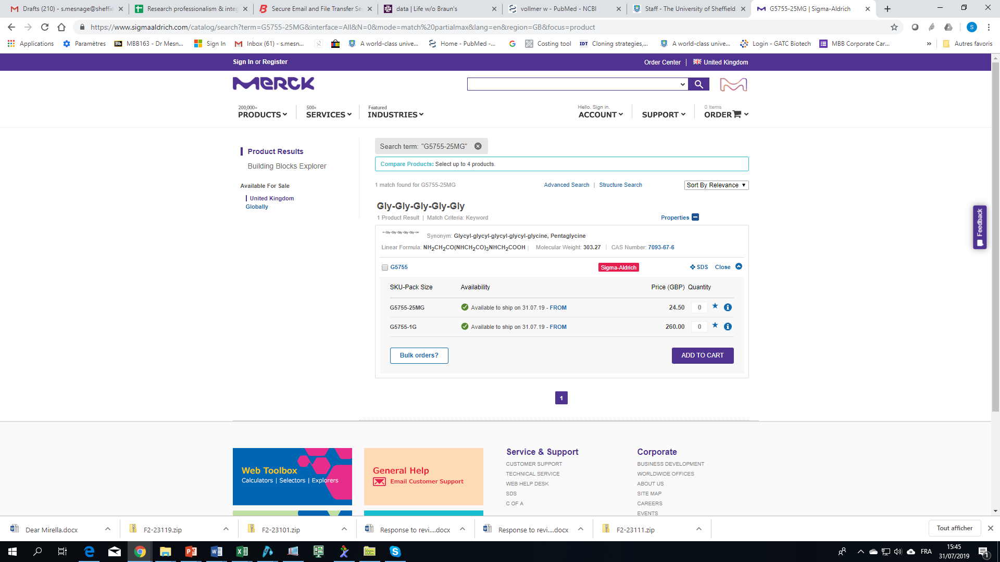 Drafts (210) - s.mesnage@sheffie
Research professionalism & integ
Secure Email and File Transfer Se
data | Life w/o Braun's
vollmer w - PubMed - NCBI
Staff - The University of Sheffield
G5755-25MG | Sigma-Aldrich
https://www.sigmaaldrich.com/catalog/search?term=G5755-25MG&interface=All&N=0&mode=match%20partialmax&lang=en&region=GB&focus=product
S
Applications
Paramètres
Bb MBB163 - Dr Mesn...
Sign In
Inbox (61) - s.mesn...
A world-class unive...
Home - PubMed -...
G
Costing tool
IDT Cloning strategies,...
A world-class unive...
Login - GATC Biotech
MBB Corporate Car...
»
Autres favoris
Sign In or Register
Order Center | United Kingdom
MERCK
200,000+
PRODUCTS
500+
SERVICES
Featured
INDUSTRIES
Hello. Sign in.
ACCOUNT
SUPPORT
0 Items
ORDER
Product Results
Building Blocks Explorer
Available For Sale
United Kingdom
Globally
Search term: "G5755-25MG"
Compare Products: Select up to 4 products.
1 match found for G5755-25MG
Advanced Search | Structure Search
Sort By Relevance
Gly-Gly-Gly-Gly-Gly
1 Product Result | Match Criteria: Keyword
Properties
H-Gly-Gly-Gly-Gly-Gly-OH
Synonym: Glycyl-glycyl-glycyl-glycyl-glycine, Pentaglycine
Linear Formula: NH2CH2CO(NHCH2CO)3NHCH2COOH | Molecular Weight: 303.27 | CAS Number: 7093-67-6
G5755
Sigma-Aldrich
SDS
Close
SKU-Pack Size Availability Price (GBP) Quantity
G5755-25MG Available to ship on 31.07.19 - FROM 24.50 0
G5755-1G Available to ship on 31.07.19 - FROM 260.00 0
Bulk orders?
ADD TO CART
1
Feedback
Web Toolbox
Calculators | Selectors | Explorers
General Help
Email Customer Support
Service & Support
CUSTOMER SUPPORT
TECHNICAL SERVICE
WEB HELP DESK
SDS
C OF A
Corporate
BUSINESS DEVELOPMENT
WORLDWIDE OFFICES
ABOUT US
SITE MAP
CAREERS
EVENTS
Dear Mirella.docx
F2-23119.zip
F2-23101.zip
Response to revi....docx
Response to revi....docx
F2-23111.zip
Tout afficher
FRA
15:45
31/07/2019
1